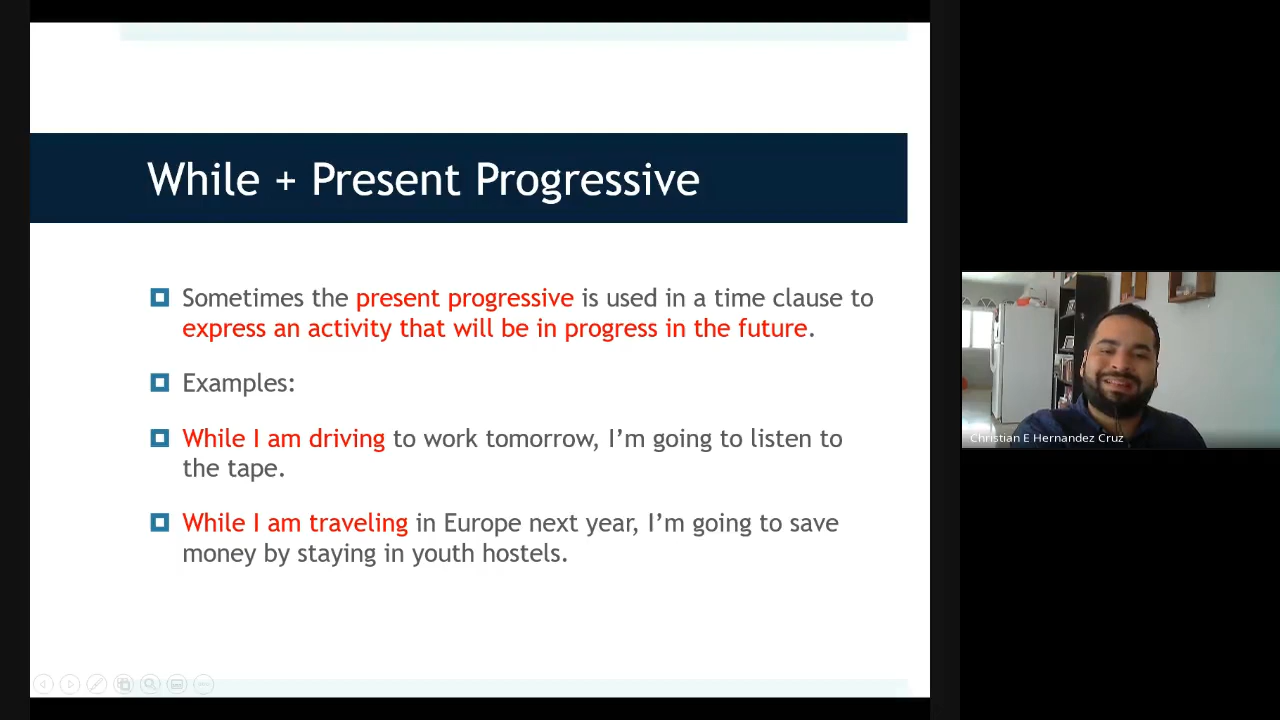 While + Present Progressive
Sometimes the present progressive is used in a time clause to
express an activity that will be in progress in the future.
Examples:
While I am driving to work tomorrow, I’m going to listen to
the tape.
While I am traveling in Europe next year, I’m going to save
money by staying in youth hostels.
Christian E Hernandez Cruz